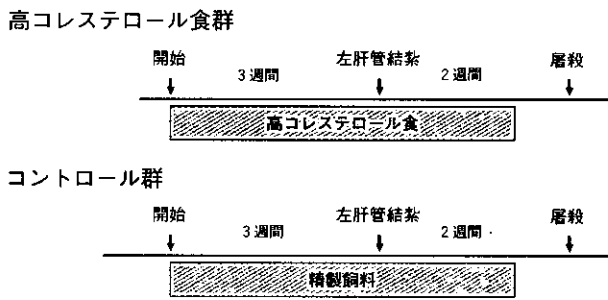 高コレステロール食群
開始 3週間 左肝管結紮 2週間 屠殺
高コレステロール食
コントロール群
開始 3週間 左肝管結紮 2週間 屠殺
精製飼料